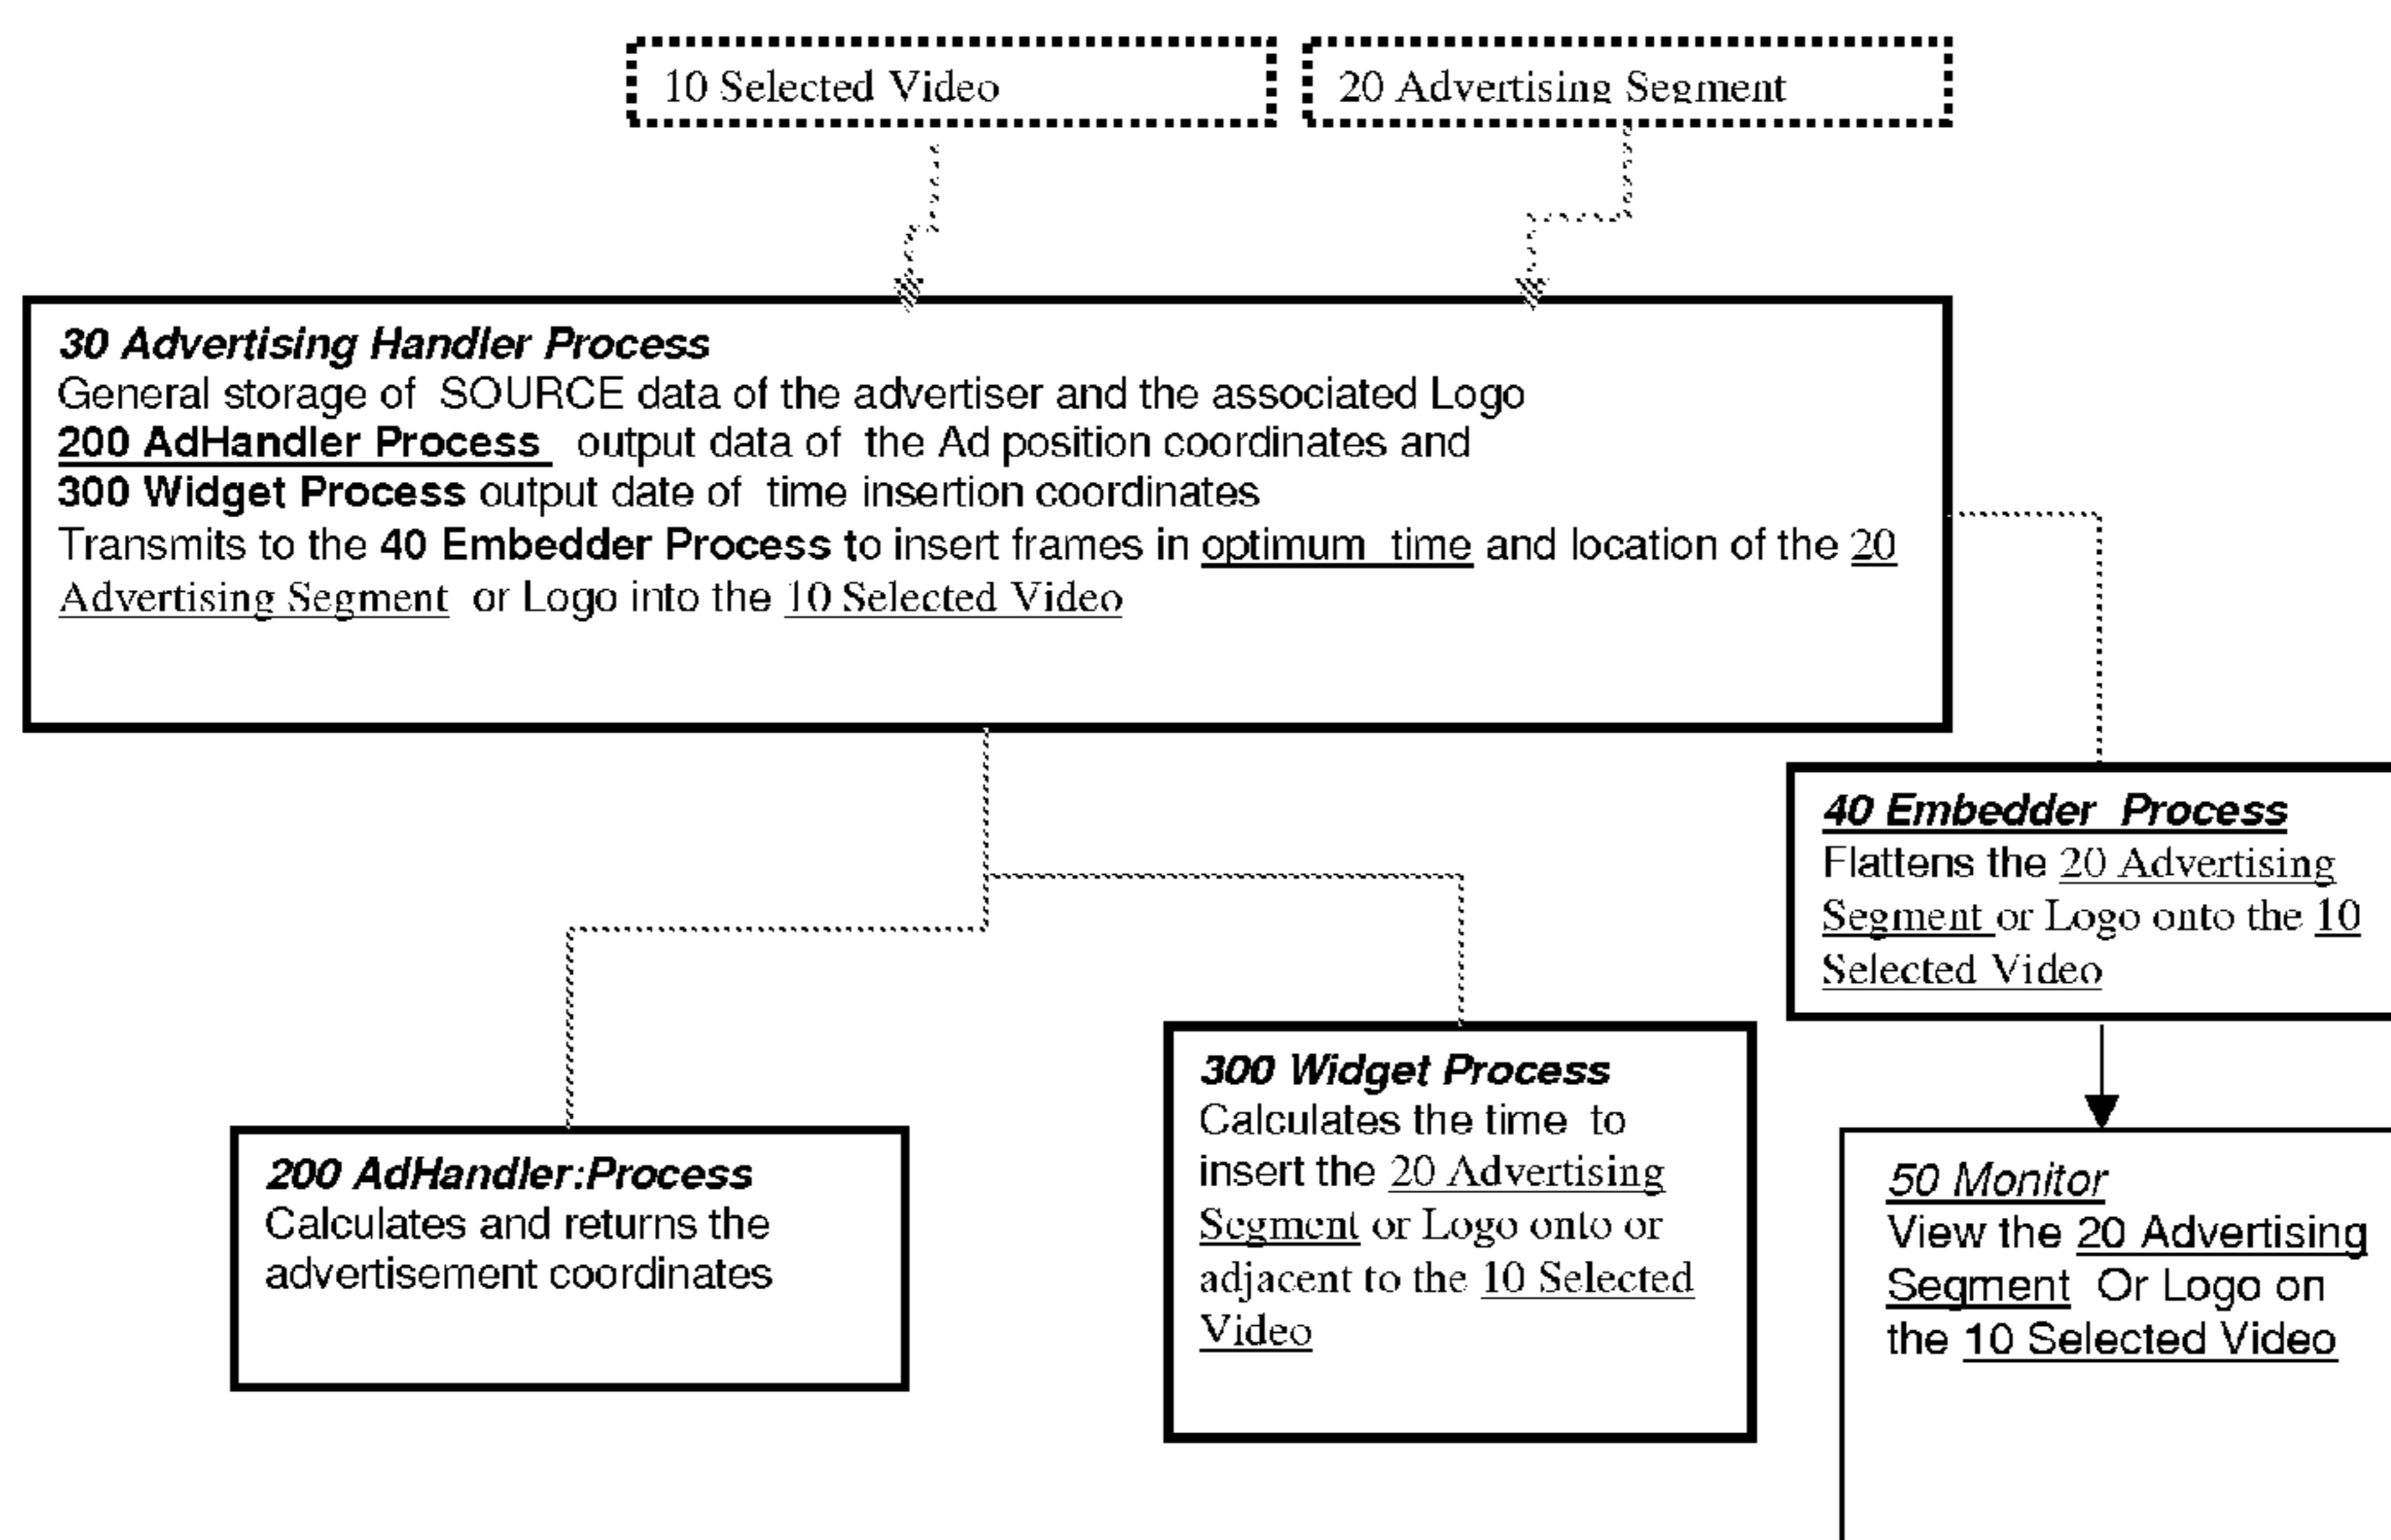 10 Selected Video
20 Advertising Segment
30 Advertising Handler Process
General storage of SOURCE data of the advertiser and the associated Logo
200 AdHandler Process output data of the Ad position coordinates and
300 Widget Process output date of time insertion coordinates
Transmits to the 40 Embedder Process to insert frames in optimum time and location of the 20
Advertising Segment or Logo into the 10 Selected Video
40 Embedder Process
Flattens the 20 Advertising
Segment or Logo onto the 10
Selected Video
200 AdHandler:Process
Calculates and returns the
advertisement coordinates
300 Widget Process
Calculates the time to
insert the 20 Advertising
Segment or Logo onto or
adjacent to the 10 Selected
Video
50 Monitor
View the 20 Advertising
Segment Or Logo on
the 10 Selected Video